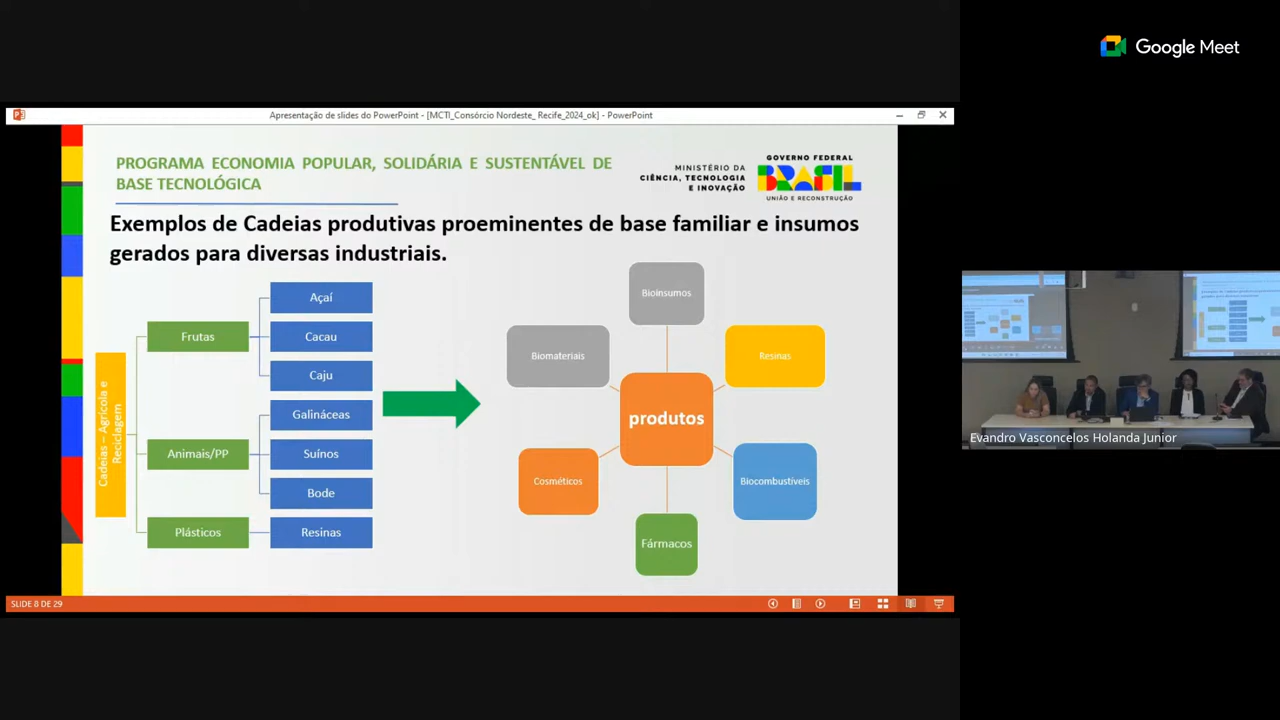 Google Meet
Apresentação de slides do PowerPoint - [MCTI_Consórcio Nordeste_ Recife_2024_ok] - PowerPoint
PROGRAMA ECONOMIA POPULAR, SOLIDÁRIA E SUSTENTÁVEL DE
BASE TECNOLÓGICA
MINISTÉRIO DA
CIÊNCIA, TECNOLOGIA
E INOVAÇÃO
GOVERNO FEDERAL
BRASIL
UNIÃO E RECONSTRUÇÃO
Exemplos de Cadeias produtivas proeminentes de base familiar e insumos
gerados para diversas industriais.
Cadeias – Agrícola e
Reciclagem
Frutas
Açaí
Cacau
Caju
Animais/PP
Galináceas
Suínos
Bode
Plásticos
Resinas
produtos
Bioinsumos
Resinas
Biocombustíveis
Fármacos
Cosméticos
Biomateriais
Evandro Vasconcelos Holanda Junior
SLIDE 8 DE 29